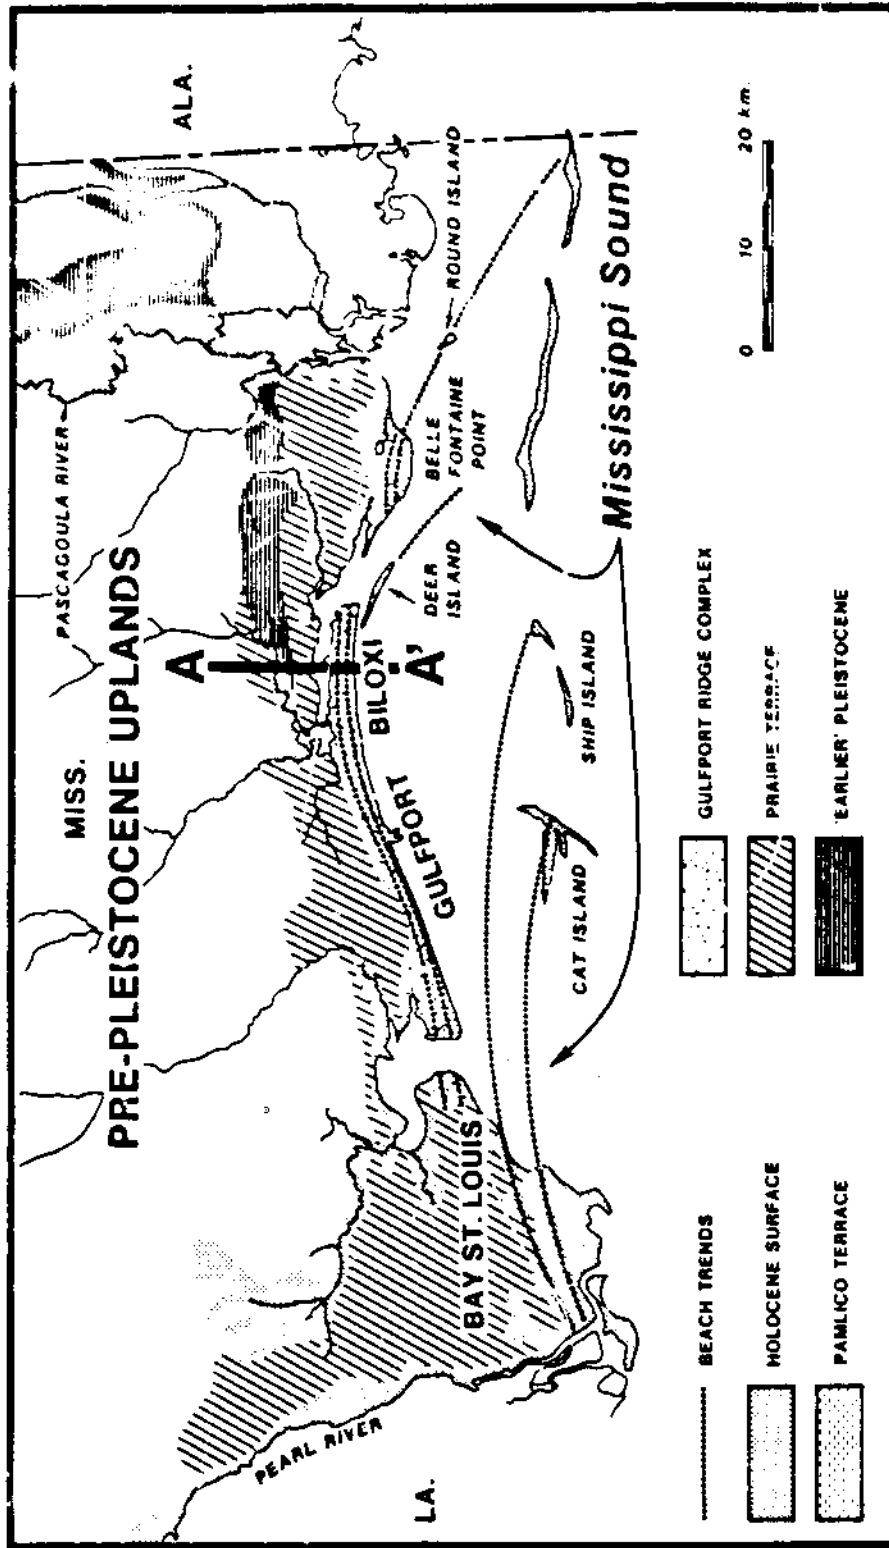 MISS.
ALA.
LA.
PASCAGOULA RIVER
PRE-PLEISTOCENE UPLANDS
A
A'
BILOXI
GULFPORT
BAY ST. LOUIS
PEARL RIVER
DEER
ISLAND
BELLE
FONTAINE
POINT
ROUND ISLAND
CAT ISLAND
SHIP ISLAND
Mississippi Sound
BEACH TRENDS
HOLOCENE SURFACE
PAMLICO TERRACE
GULFPORT RIDGE COMPLEX
PRAIRIE TERRACE
'EARLIER' PLEISTOCENE
0 10 20 km.